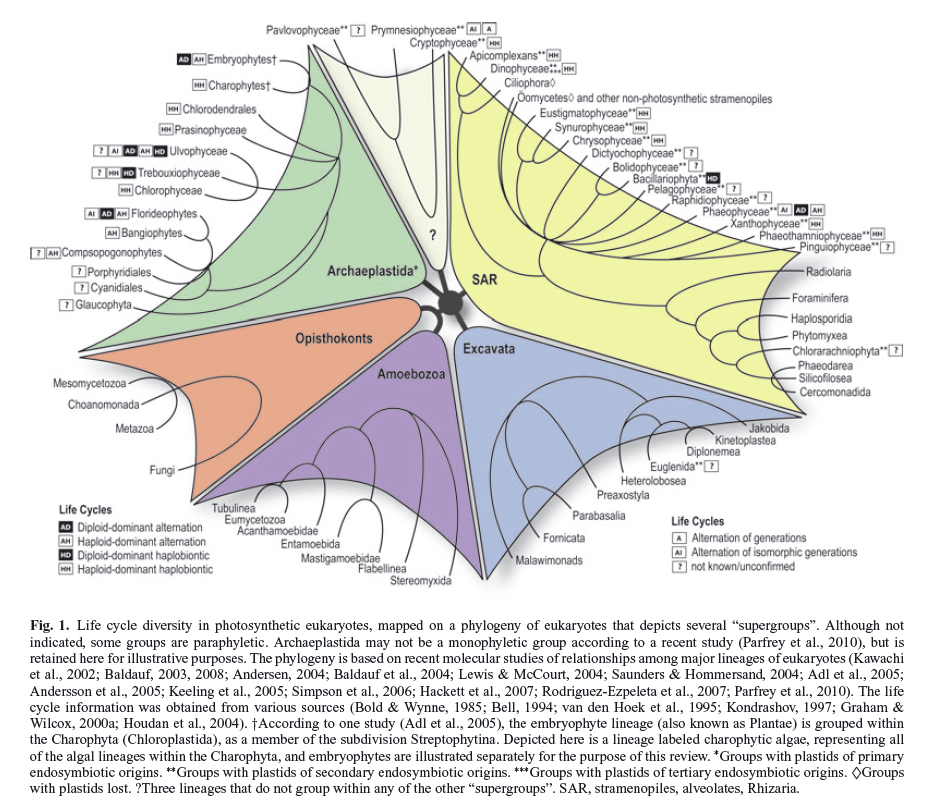 Pavlovophyceae** ?
Prymnesiophyceae** AI A
Cryptophyceae** HH
Apicomplexans** HH
Dinophyceae**,*** HH
Ciliophora◊
Oomycetes◊ and other non-photosynthetic stramenopiles
Eustigmatophyceae** HH
Synurophyceae** HH
Chrysophyceae** HH
Dictyochophyceae** ?
Bolidophyceae** ?
Bacillariophyta** HD
Pelagophyceae** ?
Raphidiophyceae** ?
Phaeophyceae** AI AD AH
Xanthophyceae** HH
Phaeothamniophyceae** HH
Pinguiophyceae** ?
Radiolaria
Foraminifera
Haplosporidia
Phytomyxea
Chlorarachniophyta** ?
Phaeodarea
Silicofilosea
Cercomonadida
AD AH Embryophytes†
HH Charophytes†
HH Chlorodendrales
HH Prasinophyceae
? AI AD AH HD Ulvophyceae
? HH HD Trebouxiophyceae
HH Chlorophyceae
AI AD AH Florideophytes
AH Bangiophytes
? AH Compsopogonophytes
? Porphyridiales
? Cyanidiales
? Glaucophyta
?
Archaeplastida*
SAR
Opisthokonts
Excavata
Amoebozoa
Mesomycetozoa
Choanomonada
Metazoa
Fungi
Tubulinea
Eumycetozoa
Acanthamoebidae
Entamoebida
Mastigamoebidae
Flabellinea
Stereomyxida
Jakobida
Kinetoplastea
Diplonemea
Euglenida** ?
Heterolobosea
Preaxostyla
Parabasalia
Fornicata
Malawimonads
Life Cycles
AD Diploid-dominant alternation
AH Haploid-dominant alternation
HD Diploid-dominant haplobiontic
HH Haploid-dominant haplobiontic
Life Cycles
A Alternation of generations
AI Alternation of isomorphic generations
? not known/unconfirmed
Fig. 1. Life cycle diversity in photosynthetic eukaryotes, mapped on a phylogeny of eukaryotes that depicts several “supergroups”. Although not
indicated, some groups are paraphyletic. Archaeplastida may not be a monophyletic group according to a recent study (Parfrey et al., 2010), but is
retained here for illustrative purposes. The phylogeny is based on recent molecular studies of relationships among major lineages of eukaryotes (Kawachi
et al., 2002; Baldauf, 2003, 2008; Andersen, 2004; Baldauf et al., 2004; Lewis & McCourt, 2004; Saunders & Hommersand, 2004; Adl et al., 2005;
Andersson et al., 2005; Keeling et al., 2005; Simpson et al., 2006; Hackett et al., 2007; Rodriguez-Ezpeleta et al., 2007; Parfrey et al., 2010). The life
cycle information was obtained from various sources (Bold & Wynne, 1985; Bell, 1994; van den Hoek et al., 1995; Kondrashov, 1997; Graham &
Wilcox, 2000a; Houdan et al., 2004). †According to one study (Adl et al., 2005), the embryophyte lineage (also known as Plantae) is grouped within
the Charophyta (Chloroplastida), as a member of the subdivision Streptophytina. Depicted here is a lineage labeled charophytic algae, representing all
of the algal lineages within the Charophyta, and embryophytes are illustrated separately for the purpose of this review. *Groups with plastids of primary
endosymbiotic origins. **Groups with plastids of secondary endosymbiotic origins. ***Groups with plastids of tertiary endosymbiotic origins. ◊Groups
with plastids lost. ?Three lineages that do not group within any of the other “supergroups”. SAR, stramenopiles, alveolates, Rhizaria.